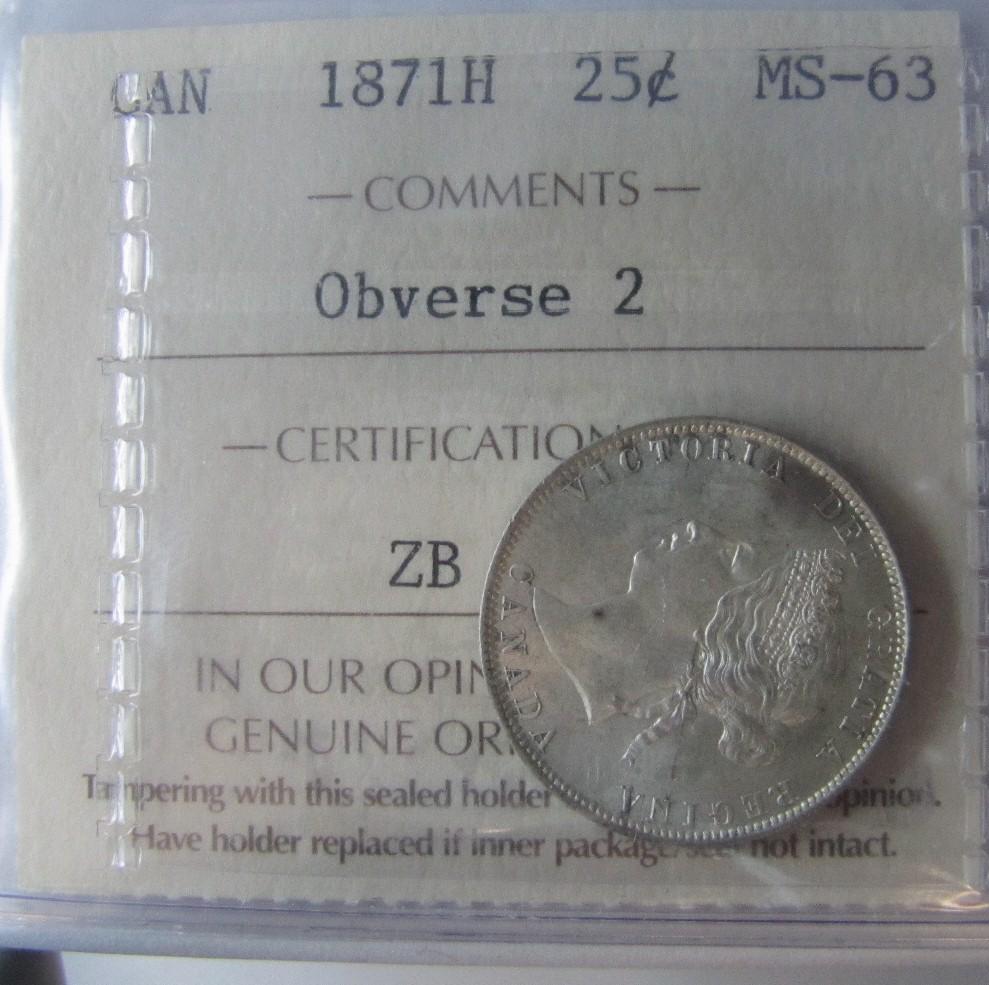 CAN 1871H 25¢ MS-63
— COMMENTS —
Obverse 2
— CERTIFICATION
ZB
IN OUR OPIN
GENUINE OR
Tampering with this sealed holder opinion.
Have holder replaced if inner package not intact.
VICTORIA DEI GRATIA REGINA
CANADA